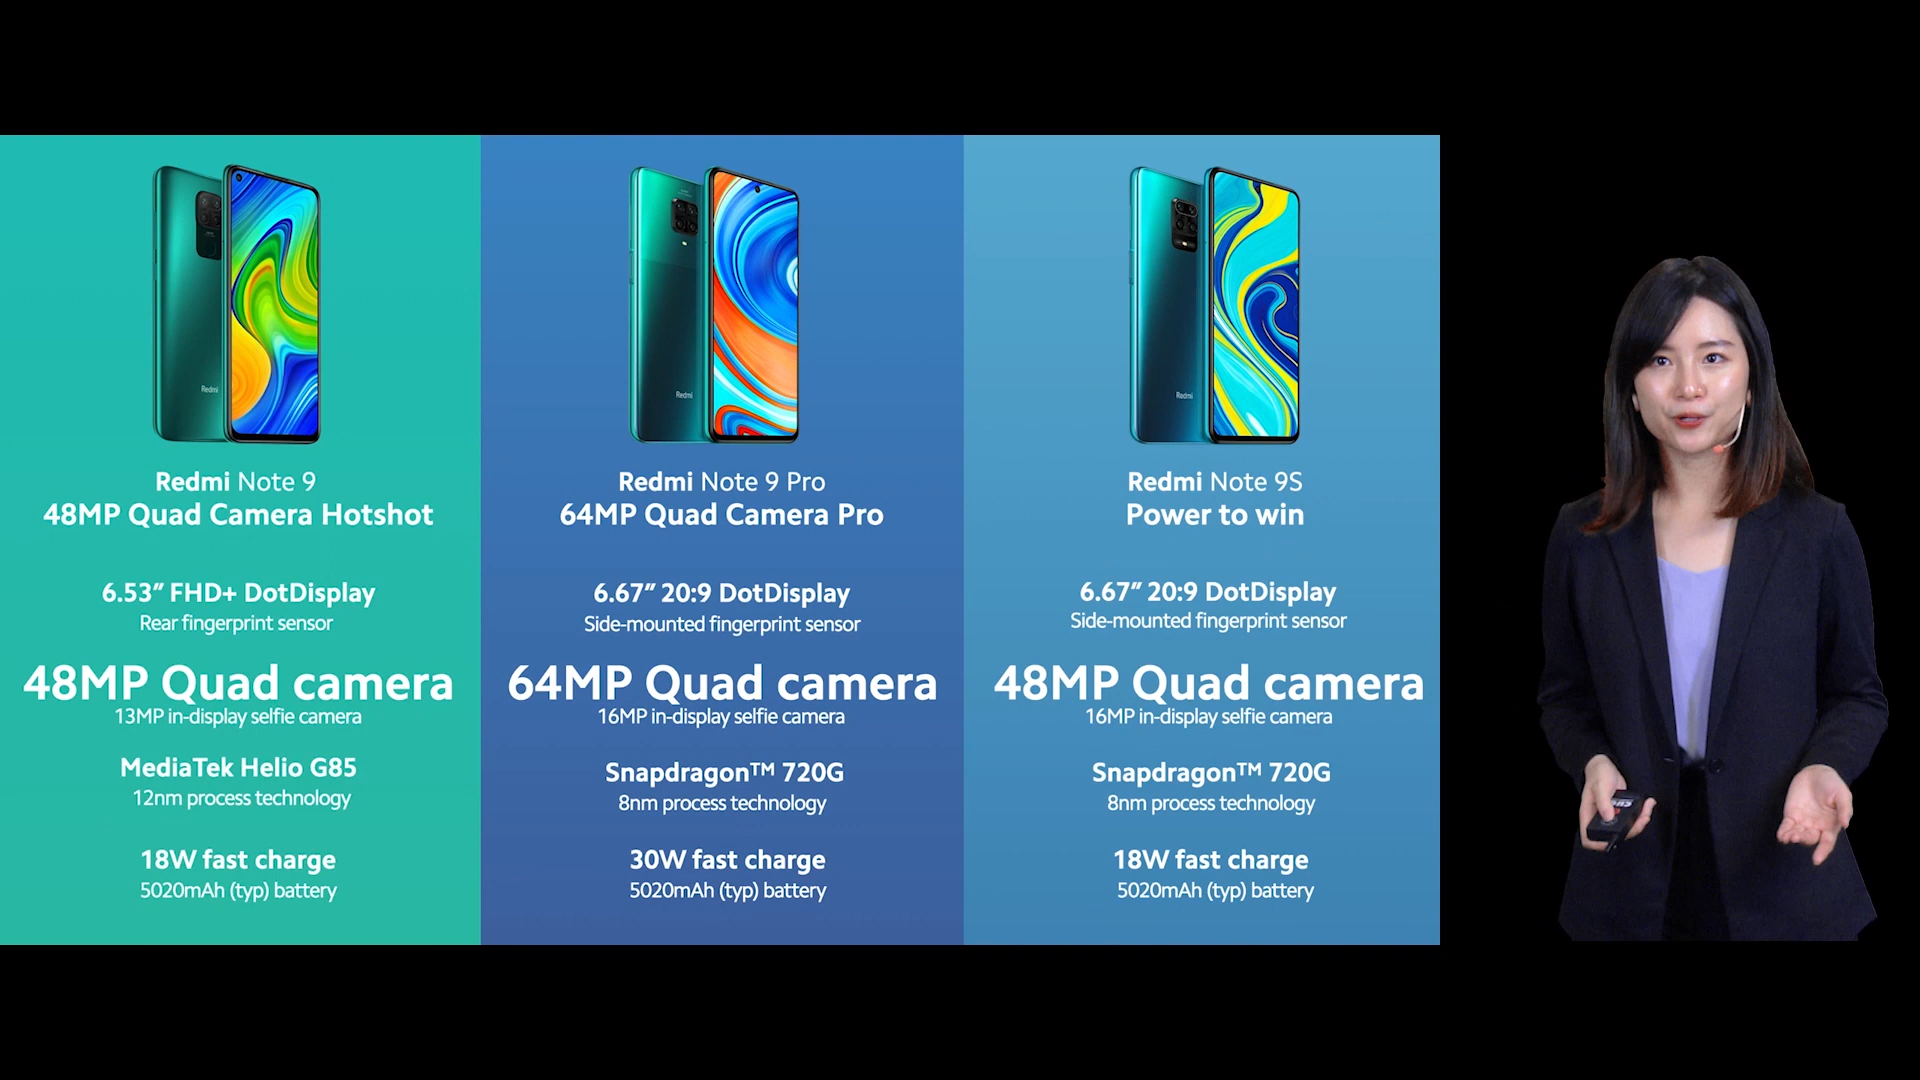 Redmi
Redmi Note 9
48MP Quad Camera Hotshot
6.53″ FHD+ DotDisplay
Rear fingerprint sensor
48MP Quad camera
13MP in-display selfie camera
MediaTek Helio G85
12nm process technology
18W fast charge
5020mAh (typ) battery
Redmi
Redmi Note 9 Pro
64MP Quad Camera Pro
6.67″ 20:9 DotDisplay
Side-mounted fingerprint sensor
64MP Quad camera
16MP in-display selfie camera
Snapdragon™ 720G
8nm process technology
30W fast charge
5020mAh (typ) battery
Redmi
Redmi Note 9S
Power to win
6.67″ 20:9 DotDisplay
Side-mounted fingerprint sensor
48MP Quad camera
16MP in-display selfie camera
Snapdragon™ 720G
8nm process technology
18W fast charge
5020mAh (typ) battery